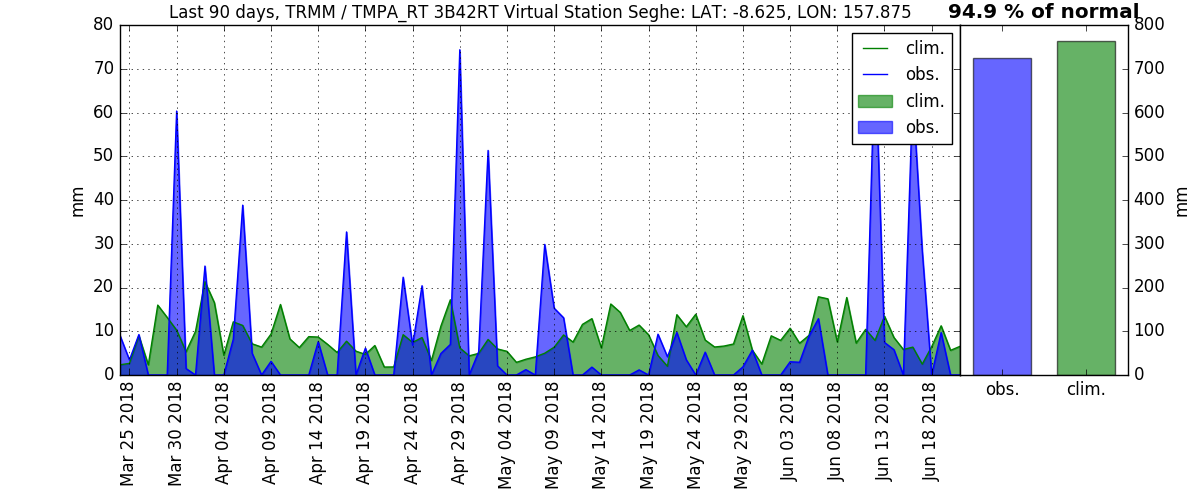 Last 90 days, TRMM / TMPA_RT 3B42RT Virtual Station Seghe: LAT: -8.625, LON: 157.875
94.9 % of normal
80
70
60
50
40
30
20
10
0
mm
clim.
obs.
clim.
obs.
800
700
600
500
400
300
200
100
0
mm
Mar 25 2018
Mar 30 2018
Apr 04 2018
Apr 09 2018
Apr 14 2018
Apr 19 2018
Apr 24 2018
Apr 29 2018
May 04 2018
May 09 2018
May 14 2018
May 19 2018
May 24 2018
May 29 2018
Jun 03 2018
Jun 08 2018
Jun 13 2018
Jun 18 2018
obs.
clim.